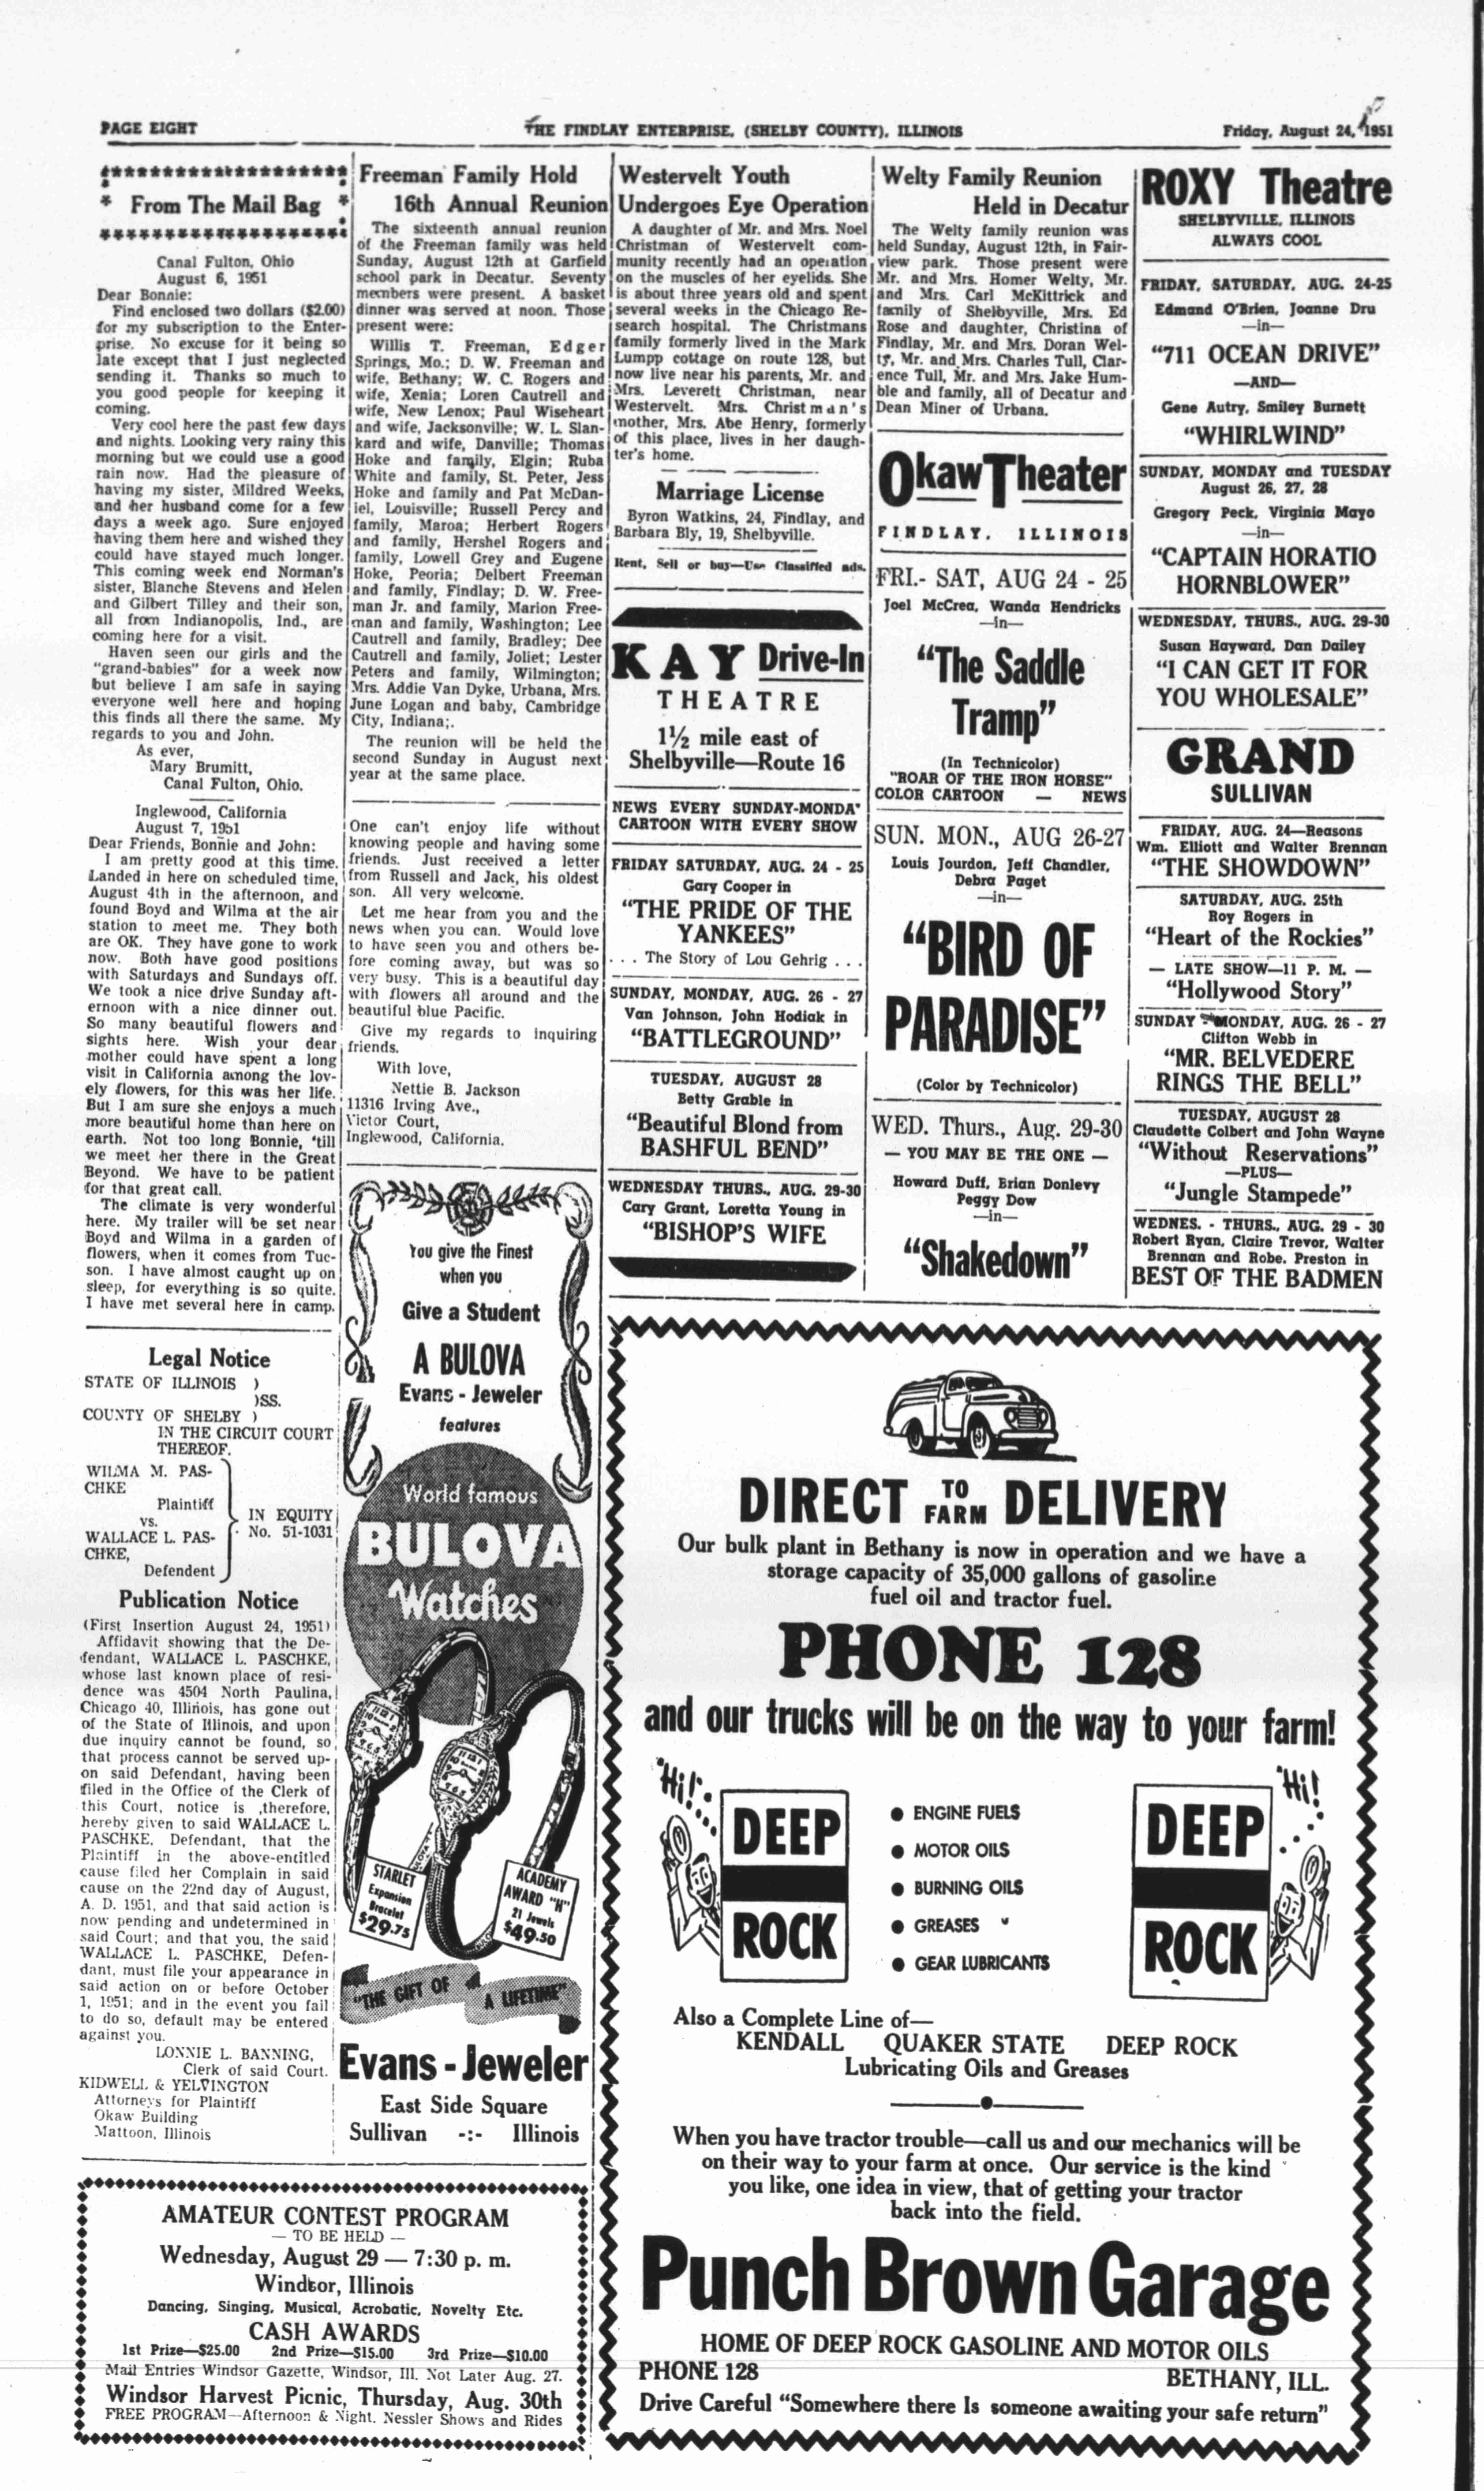 PAGE EIGHT
THE FINDLAY ENTERPRISE, (SHELBY COUNTY), ILLINOIS
Friday, August 24, 1951
* From The Mail Bag *
Canal Fulton, Ohio
August 6, 1951
Dear Bonnie:
Find enclosed two dollars ($2.00)
for my subscription to the Enter-
prise. No excuse for it being so
late except that I just neglected
sending it. Thanks so much to
you good people for keeping it
coming.
Very cool here the past few days
and nights. Looking very rainy this
morning but we could use a good
rain now. Had the pleasure of
having my sister, Mildred Weeks,
and her husband come for a few
days a week ago. Sure enjoyed
having them here and wished they
could have stayed much longer.
This coming week end Norman's
sister, Blanche Stevens and Helen
and Gilbert Tilley and their son,
all from Indianopolis, Ind., are
coming here for a visit.
Haven seen our girls and the
"grand-babies" for a week now
but believe I am safe in saying
everyone well here and hoping
this finds all there the same. My
regards to you and John.
As ever,
Mary Brumitt,
Canal Fulton, Ohio.
Inglewood, California
August 7, 1951
Dear Friends, Bonnie and John:
I am pretty good at this time.
Landed in here on scheduled time,
August 4th in the afternoon, and
found Boyd and Wilma at the air
station to meet me. They both
are OK. They have gone to work
now. Both have good positions
with Saturdays and Sundays off.
We took a nice drive Sunday aft-
ernoon with a nice dinner out.
So many beautiful flowers and
sights here. Wish your dear
mother could have spent a long
visit in California among the lov-
ely flowers, for this was her life.
But I am sure she enjoys a much
more beautiful home than here on
earth. Not too long Bonnie, 'till
we meet her there in the Great
Beyond. We have to be patient
for that great call.
The climate is very wonderful
here. My trailer will be set near
Boyd and Wilma in a garden of
flowers, when it comes from Tuc-
son. I have almost caught up on
sleep, for everything is so quite.
I have met several here in camp.
Legal Notice
STATE OF ILLINOIS )
)SS.
COUNTY OF SHELBY )
IN THE CIRCUIT COURT
THEREOF.
WILMA M. PAS-
CHKE
Plaintiff
vs.
WALLACE L. PAS-
CHKE,
Defendent
IN EQUITY
No. 51-1031
Publication Notice
(First Insertion August 24, 1951)
Affidavit showing that the De-
fendant, WALLACE L. PASCHKE,
whose last known place of resi-
dence was 4504 North Paulina,
Chicago 40, Illinois, has gone out
of the State of Illinois, and upon
due inquiry cannot be found, so
that process cannot be served up-
on said Defendant, having been
filed in the Office of the Clerk of
this Court, notice is ,therefore,
hereby given to said WALLACE L.
PASCHKE, Defendant, that the
Plaintiff in the above-entitled
cause filed her Complain in said
cause on the 22nd day of August,
A. D. 1951, and that said action is
now pending and undetermined in
said Court; and that you, the said
WALLACE L. PASCHKE, Defen-
dant, must file your appearance in
said action on or before October
1, 1951; and in the event you fail
to do so, default may be entered
against you.
LONNIE L. BANNING,
Clerk of said Court.
KIDWELL & YELVINGTON
Attorneys for Plaintiff
Okaw Building
Mattoon, Illinois
Freeman Family Hold
16th Annual Reunion
The sixteenth annual reunion
of the Freeman family was held
Sunday, August 12th at Garfield
school park in Decatur. Seventy
members were present. A basket
dinner was served at noon. Those
present were:
Willis T. Freeman, Edger
Springs, Mo.; D. W. Freeman and
wife, Bethany; W. C. Rogers and
wife, Xenia; Loren Cautrell and
wife, New Lenox; Paul Wiseheart
and wife, Jacksonville; W. L. Slan-
kard and wife, Danville; Thomas
Hoke and family, Elgin; Ruba
White and family, St. Peter, Jess
Hoke and family and Pat McDan-
iel, Louisville; Russell Percy and
family, Maroa; Herbert Rogers
and family, Hershel Rogers and
family, Lowell Grey and Eugene
Hoke, Peoria; Delbert Freeman
and family, Findlay; D. W. Free-
man Jr. and family, Marion Free-
man and family, Washington; Lee
Cautrell and family, Bradley; Dee
Cautrell and family, Joliet; Lester
Peters and family, Wilmington;
Mrs. Addie Van Dyke, Urbana, Mrs.
June Logan and baby, Cambridge
City, Indiana;.
The reunion will be held the
second Sunday in August next
year at the same place.
One can't enjoy life without
knowing people and having some
friends. Just received a letter
from Russell and Jack, his oldest
son. All very welcome.
Let me hear from you and the
news when you can. Would love
to have seen you and others be-
fore coming away, but was so
very busy. This is a beautiful day
with flowers all around and the
beautiful blue Pacific.
Give my regards to inquiring
friends.
With love,
Nettie B. Jackson
11316 Irving Ave.,
Victor Court,
Inglewood, California.
You give the Finest
when you
Give a Student
A BULOVA
Evans - Jeweler
features
World famous
BULOVA
Watches
STARLET
Expansion
Bracelet
$29.75
ACADEMY
AWARD "H"
21 Jewels
$49.50
"THE GIFT OF A LIFETIME"
Evans - Jeweler
East Side Square
Sullivan -:- Illinois
AMATEUR CONTEST PROGRAM
— TO BE HELD —
Wednesday, August 29 — 7:30 p. m.
Windsor, Illinois
Dancing, Singing, Musical, Acrobatic, Novelty Etc.
CASH AWARDS
1st Prize—$25.00 2nd Prize—$15.00 3rd Prize—$10.00
Mail Entries Windsor Gazette, Windsor, Ill. Not Later Aug. 27.
Windsor Harvest Picnic, Thursday, Aug. 30th
FREE PROGRAM—Afternoon & Night. Nessler Shows and Rides
Westervelt Youth
Undergoes Eye Operation
A daughter of Mr. and Mrs. Noel
Christman of Westervelt com-
munity recently had an operation
on the muscles of her eyelids. She
is about three years old and spent
several weeks in the Chicago Re-
search hospital. The Christmans
family formerly lived in the Mark
Lumpp cottage on route 128, but
now live near his parents, Mr. and
Mrs. Leverett Christman, near
Westervelt. Mrs. Christman's
mother, Mrs. Abe Henry, formerly
of this place, lives in her daugh-
ter's home.
Marriage License
Byron Watkins, 24, Findlay, and
Barbara Bly, 19, Shelbyville.
Rent, Sell or buy—Use Classified ads.
KAY Drive-In
THEATRE
1½ mile east of
Shelbyville—Route 16
NEWS EVERY SUNDAY-MONDA'
CARTOON WITH EVERY SHOW
FRIDAY SATURDAY, AUG. 24 - 25
Gary Cooper in
"THE PRIDE OF THE
YANKEES"
. . . The Story of Lou Gehrig . . .
SUNDAY, MONDAY, AUG. 26 - 27
Van Johnson, John Hodiak in
"BATTLEGROUND"
TUESDAY, AUGUST 28
Betty Grable in
"Beautiful Blond from
BASHFUL BEND"
WEDNESDAY THURS., AUG. 29-30
Cary Grant, Loretta Young in
"BISHOP'S WIFE
Welty Family Reunion
Held in Decatur
The Welty family reunion was
held Sunday, August 12th, in Fair-
view park. Those present were
Mr. and Mrs. Homer Welty, Mr.
and Mrs. Carl McKittrick and
family of Shelbyville, Mrs. Ed
Rose and daughter, Christina of
Findlay, Mr. and Mrs. Doran Wel-
ty, Mr. and Mrs. Charles Tull, Clar-
ence Tull, Mr. and Mrs. Jake Hum-
ble and family, all of Decatur and
Dean Miner of Urbana.
Okaw Theater
FINDLAY, ILLINOIS
FRI.- SAT, AUG 24 - 25
Joel McCrea, Wanda Hendricks
—in—
"The Saddle
Tramp"
(In Technicolor)
"ROAR OF THE IRON HORSE"
COLOR CARTOON — NEWS
SUN. MON., AUG 26-27
Louis Jourdon, Jeff Chandler,
Debra Paget
—in—
"BIRD OF
PARADISE"
(Color by Technicolor)
WED. Thurs., Aug. 29-30
— YOU MAY BE THE ONE —
Howard Duff, Brian Donlevy
Peggy Dow
—in—
"Shakedown"
ROXY Theatre
SHELBYVILLE, ILLINOIS
ALWAYS COOL
FRIDAY, SATURDAY, AUG. 24-25
Edmond O'Brien, Joanne Dru
—in—
"711 OCEAN DRIVE"
—AND—
Gene Autry, Smiley Burnett
"WHIRLWIND"
SUNDAY, MONDAY and TUESDAY
August 26, 27, 28
Gregory Peck, Virginia Mayo
—in—
"CAPTAIN HORATIO
HORNBLOWER"
WEDNESDAY, THURS., AUG. 29-30
Susan Hayward, Dan Dailey
"I CAN GET IT FOR
YOU WHOLESALE"
GRAND
SULLIVAN
FRIDAY, AUG. 24—Reasons
Wm. Elliott and Walter Brennan
"THE SHOWDOWN"
SATURDAY, AUG. 25th
Roy Rogers in
"Heart of the Rockies"
— LATE SHOW—11 P. M. —
"Hollywood Story"
SUNDAY - MONDAY, AUG. 26 - 27
Clifton Webb in
"MR. BELVEDERE
RINGS THE BELL"
TUESDAY, AUGUST 28
Claudette Colbert and John Wayne
"Without Reservations"
—PLUS—
"Jungle Stampede"
WEDNES. - THURS., AUG. 29 - 30
Robert Ryan, Claire Trevor, Walter
Brennan and Robe. Preston in
BEST OF THE BADMEN
DIRECT TO FARM DELIVERY
Our bulk plant in Bethany is now in operation and we have a
storage capacity of 35,000 gallons of gasoline
fuel oil and tractor fuel.
PHONE 128
and our trucks will be on the way to your farm!
"Hi!
DEEP
ROCK
● ENGINE FUELS
● MOTOR OILS
● BURNING OILS
● GREASES
● GEAR LUBRICANTS
"Hi!
DEEP
ROCK
Also a Complete Line of—
KENDALL QUAKER STATE DEEP ROCK
Lubricating Oils and Greases
When you have tractor trouble—call us and our mechanics will be
on their way to your farm at once. Our service is the kind
you like, one idea in view, that of getting your tractor
back into the field.
Punch Brown Garage
HOME OF DEEP ROCK GASOLINE AND MOTOR OILS
PHONE 128 BETHANY, ILL.
Drive Careful "Somewhere there Is someone awaiting your safe return"